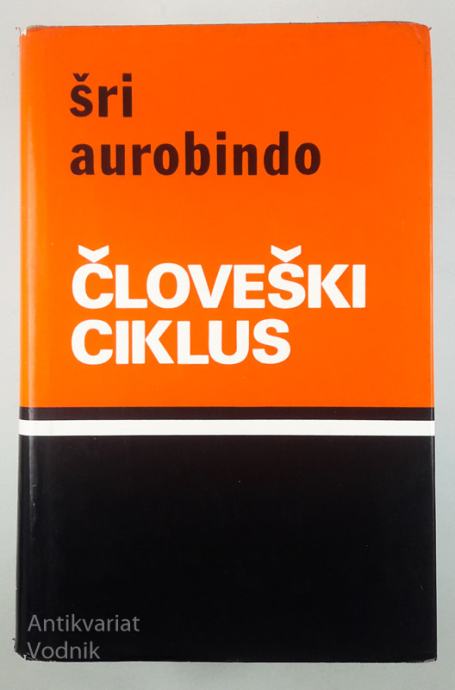 šri
aurobindo
ČLOVEŠKI
CIKLUS
Antikvariat
Vodnik